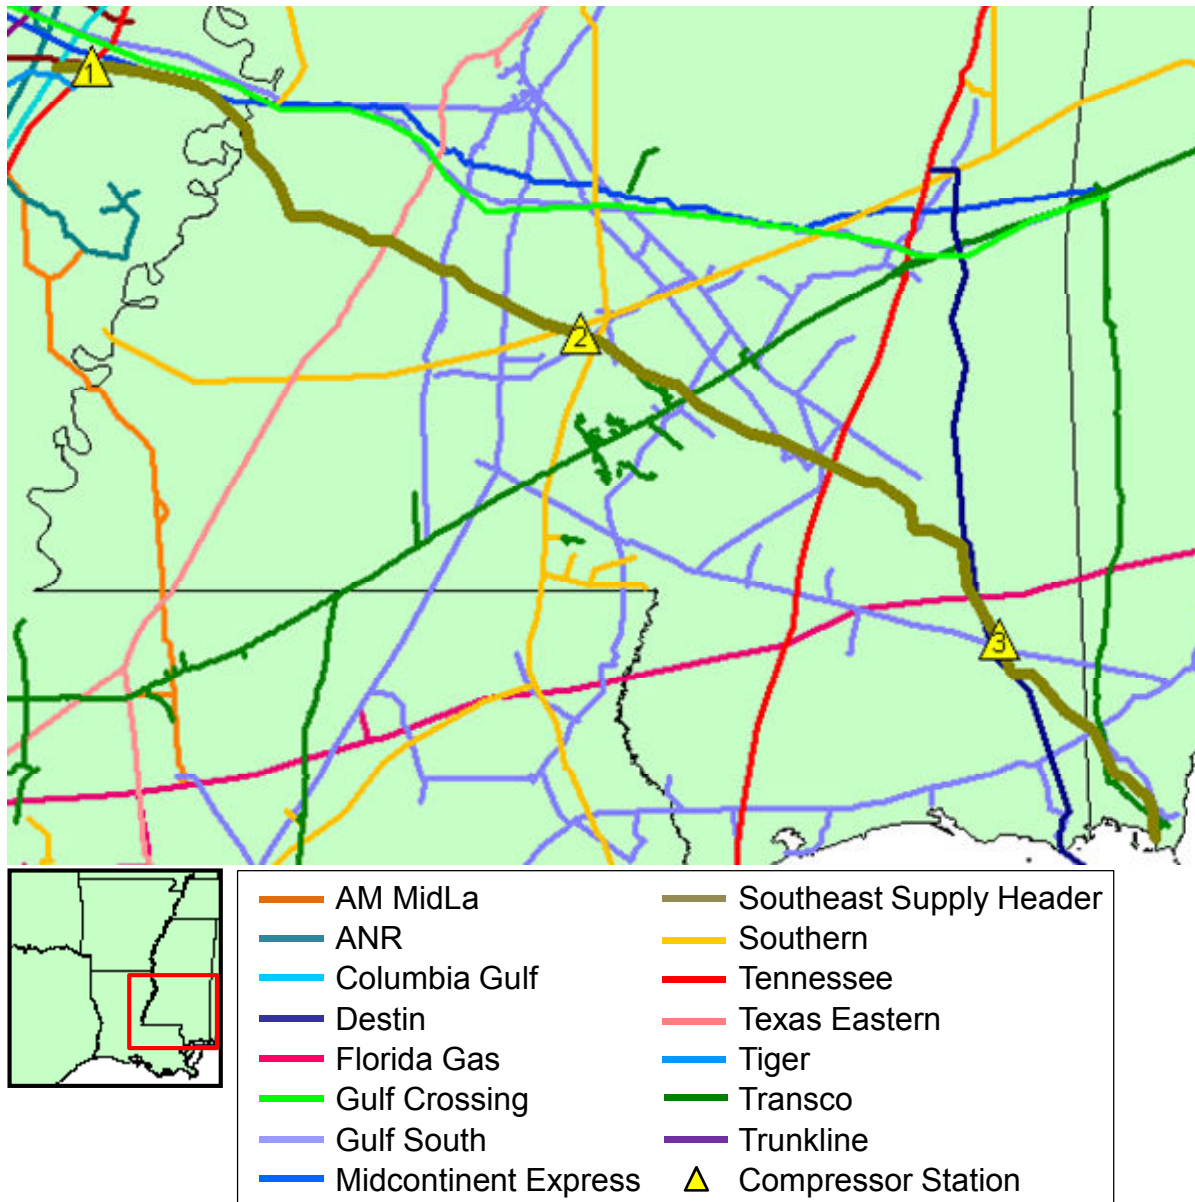 1
2
3
AM MidLa
ANR
Columbia Gulf
Destin
Florida Gas
Gulf Crossing
Gulf South
Midcontinent Express
Southeast Supply Header
Southern
Tennessee
Texas Eastern
Tiger
Transco
Trunkline
Compressor Station